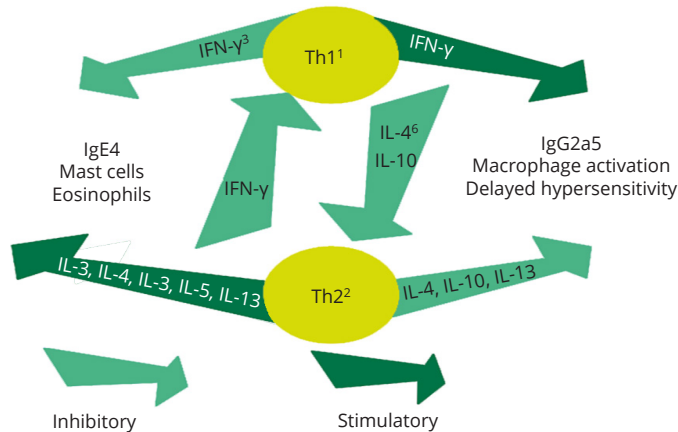 IFN-γ³
Th1¹
IFN-γ
IL-4⁶
IL-10
IgE4
Mast cells
Eosinophils
IFN-γ
IgG2a5
Macrophage activation
Delayed hypersensitivity
IL-3, IL-4, IL-3, IL-5, IL-13
Th2²
IL-4, IL-10, IL-13
Inhibitory
Stimulatory